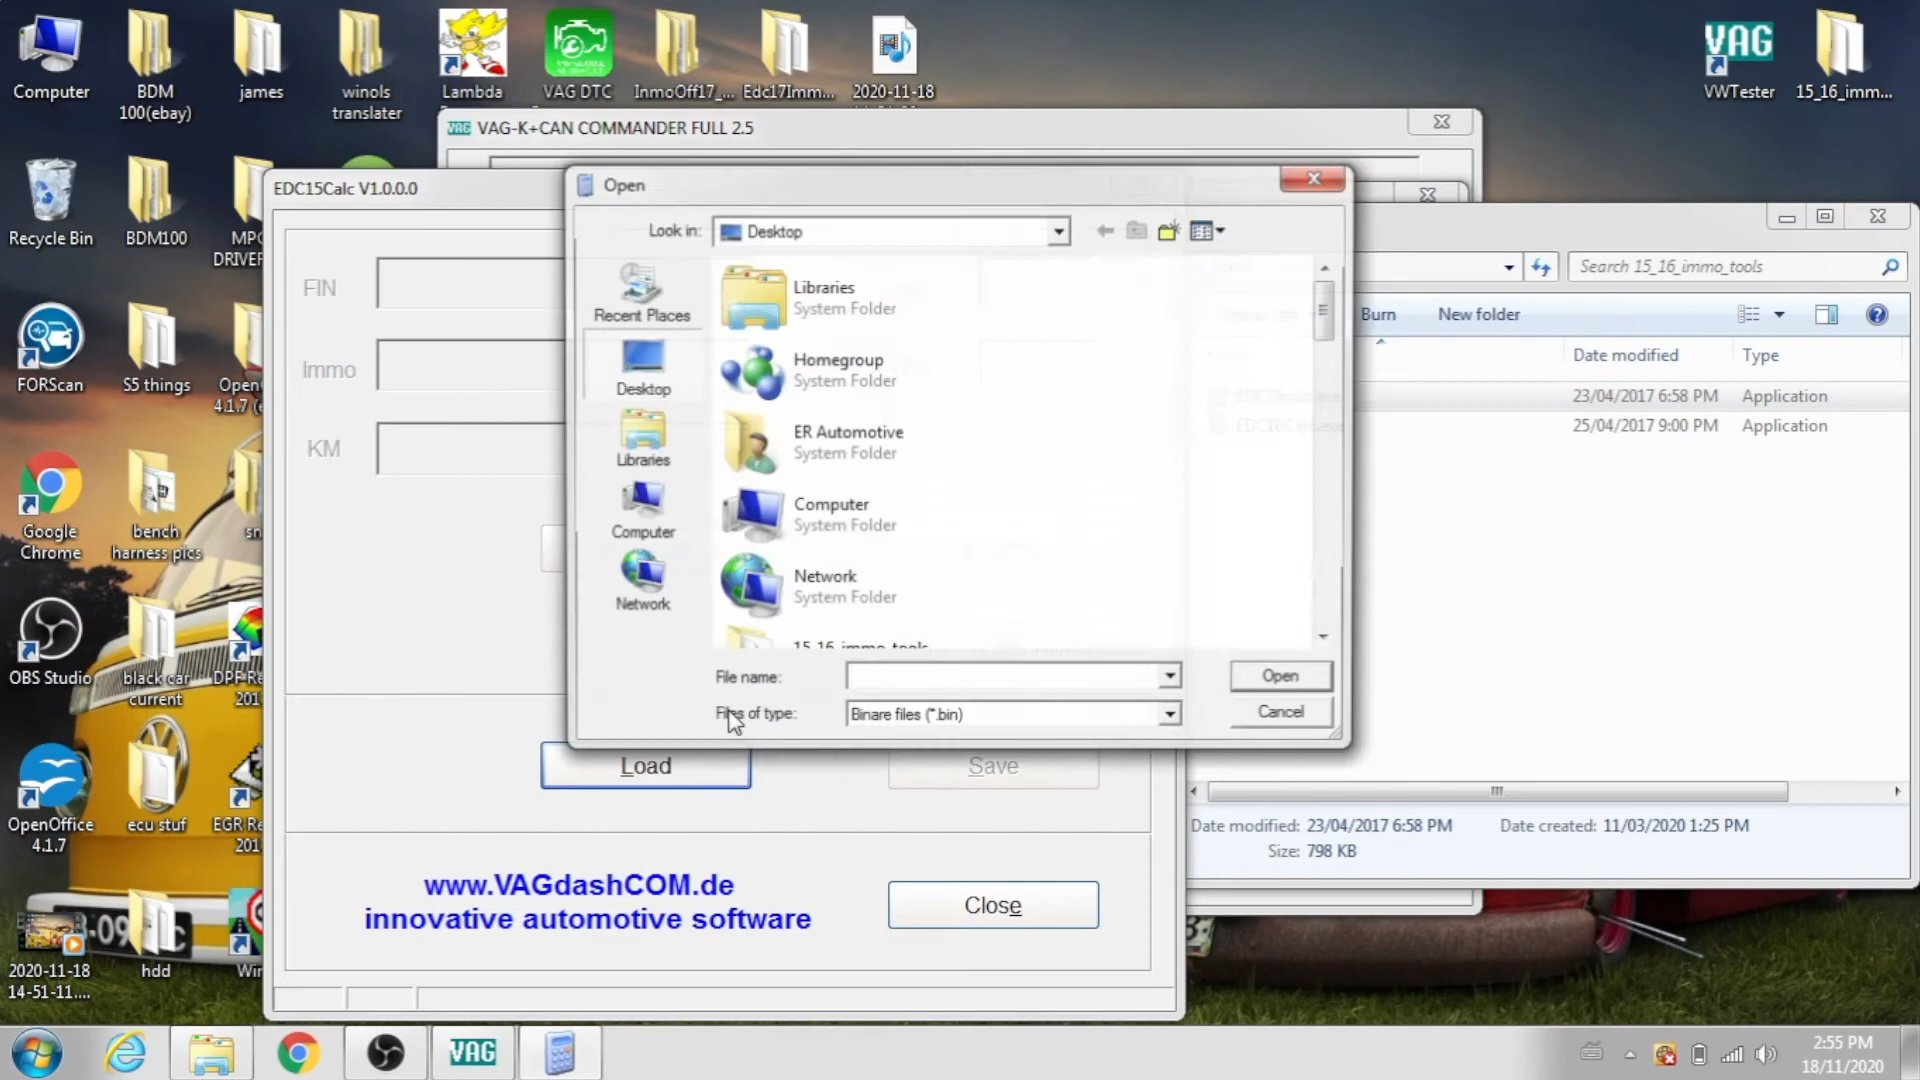 Computer
BDM
100(ebay)
james
winols
translater
Lambda
VAG DTC
InmoOff17_...
Edc17Imm...
2020-11-18
VAG
VWTester
15_16_imm...
VAG VAG-K+CAN COMMANDER FULL 2.5
Recycle Bin
BDM100
MPC
DRIVER
FORScan
S5 things
Open
4.1.7 (e
Google
Chrome
bench
harness pics
sn
OBS Studio
black car
current
DPF Re
201
OpenOffice
4.1.7
ecu stuf
EGR Re
201
2020-11-18
14-51-11....
hdd
Win
EDC15Calc V1.0.0.0
FIN
Immo
KM
Load
Save
www.VAGdashCOM.de
innovative automotive software
Close
Open
Look in:
Desktop
Recent Places
Desktop
Libraries
Computer
Network
Libraries
System Folder
Homegroup
System Folder
ER Automotive
System Folder
Computer
System Folder
Network
System Folder
15_16_immo_tools
File name:
Open
Files of type:
Binare files (*.bin)
Cancel
Search 15_16_immo_tools
Burn
New folder
Date modified
Type
23/04/2017 6:58 PM
Application
25/04/2017 9:00 PM
Application
Date modified: 23/04/2017 6:58 PM
Date created: 11/03/2020 1:25 PM
Size: 798 KB
VAG
2:55 PM
18/11/2020